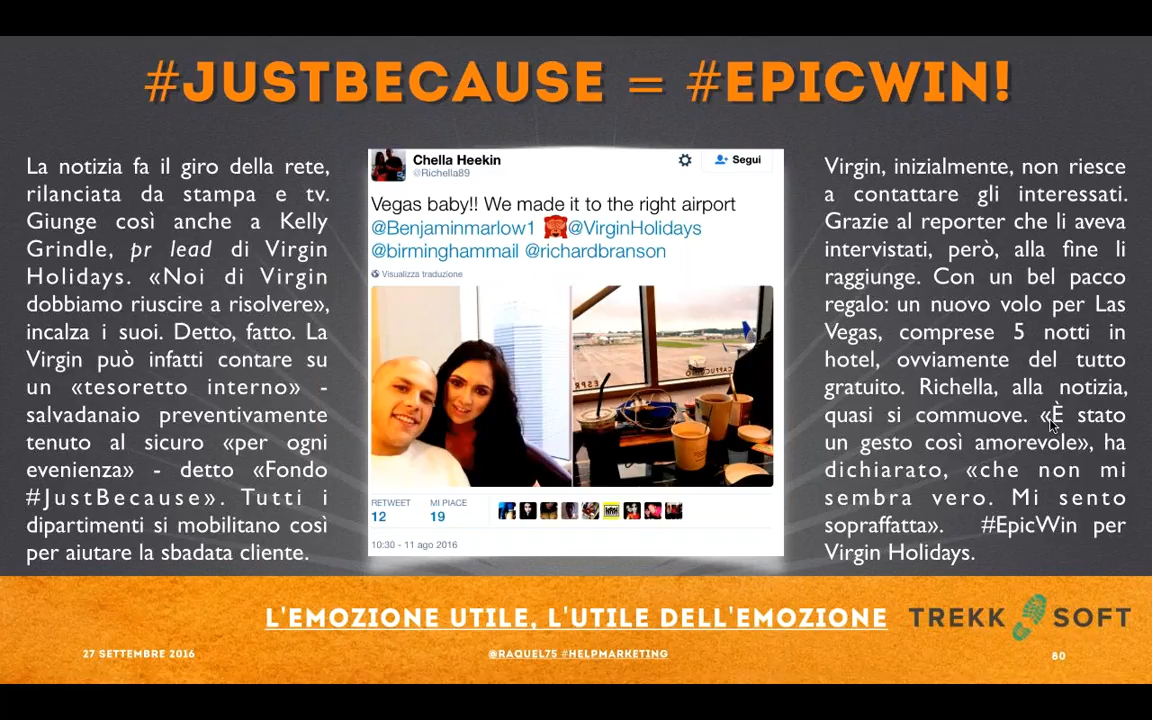 #JUSTBECAUSE = #EPICWIN!
La notizia fa il giro della rete,
rilanciata da stampa e tv.
Giunge così anche a Kelly
Grindle, pr lead di Virgin
Holidays. «Noi di Virgin
dobbiamo riuscire a risolvere»,
incalza i suoi. Detto, fatto. La
Virgin può infatti contare su
un «tesoretto interno» -
salvadanaio preventivamente
tenuto al sicuro «per ogni
evenienza» - detto «Fondo
#JustBecause». Tutti i
dipartimenti si mobilitano così
per aiutare la sbadata cliente.
Chella Heekin
@Richella89
Segui
Vegas baby!! We made it to the right airport
@Benjaminmarlow1 @VirginHolidays
@birminghammail @richardbranson
Visualizza traduzione
RETWEET MI PIACE
12 19
10:30 - 11 ago 2016
Virgin, inizialmente, non riesce
a contattare gli interessati.
Grazie al reporter che li aveva
intervistati, però, alla fine li
raggiunge. Con un bel pacco
regalo: un nuovo volo per Las
Vegas, comprese 5 notti in
hotel, ovviamente del tutto
gratuito. Richella, alla notizia,
quasi si commuove. «È stato
un gesto così amorevole», ha
dichiarato, «che non mi
sembra vero. Mi sento
sopraffatta». #EpicWin per
Virgin Holidays.
L'EMOZIONE UTILE, L'UTILE DELL'EMOZIONE
TREKK SOFT
27 SETTEMBRE 2016
@RAQUEL75 #HELPMARKETING
80